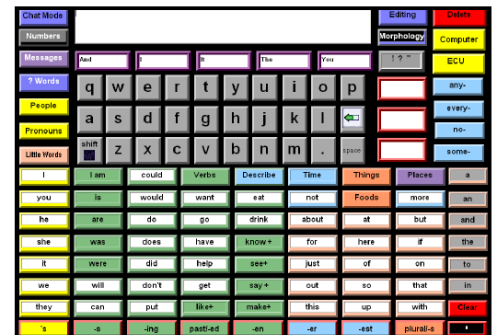 Chat Mode Editing Delete
Numbers Morphology Computer
Messages And I It The You ! ? " ECU
? Words q w e r t y u i o p any-
People a s d f g h j k l every-
Pronouns no-
Little Words shift z x c v b n m . space some-
I I am could Verbs Describe Time Things Places a
you is would want eat not Foods more an
he are do go drink about at but and
she was does have know+ for here if the
it were did help see+ just of on to
we will don't get say+ out so that in
they can put like+ make+ this up with Clear
's -s -ing past/-ed -en -er -est plural/-s